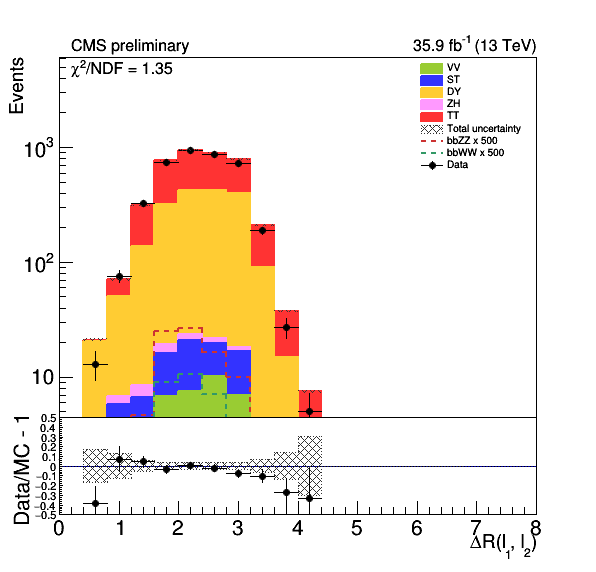 CMS preliminary 35.9 fb⁻¹ (13 TeV)
χ²/NDF = 1.35
Events
VV
ST
DY
ZH
TT
Total uncertainty
bbZZ x 500
bbWW x 500
Data
10³
10²
10
Data/MC - 1
0.5
0.4
0.3
0.2
0.1
0
−0.1
−0.2
−0.3
−0.4
−0.5
0 1 2 3 4 5 6 7 8
ΔR(l₁, l₂)